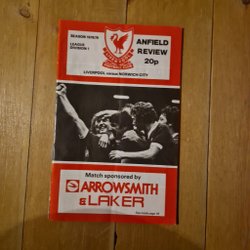 SEASON 1978/79
LEAGUE
DIVISION 1
ANFIELD
REVIEW
20p
LIVERPOOL versus NORWICH CITY
Match sponsored by
ARROWSMITH
& LAKER